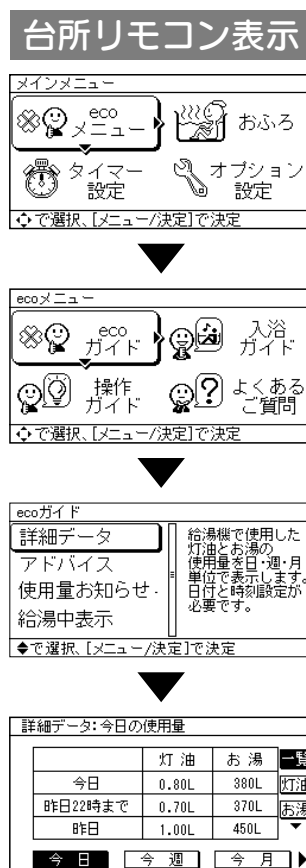 台所リモコン表示
メインメニュー
eco
メニュー
おふろ
タイマー
設定
オプション
設定
で選択、[メニュー/決定]で決定
ecoメニュー
eco
ガイド
入浴
ガイド
操作
ガイド
?
よくある
ご質問
で選択、[メニュー/決定]で決定
ecoガイド
詳細データ
アドバイス
使用量お知らせ
給湯中表示
給湯機で使用した
灯油とお湯の
使用量を日・週・月
単位で表示します。
日付と時刻設定が
必要です。
で選択、[メニュー/決定]で決定
詳細データ:今日の使用量
灯油 お湯 一覧
今日 0.80L 380L 灯油
昨日22時まで 0.70L 370L お湯
昨日 1.00L 450L
今日 今週 今月